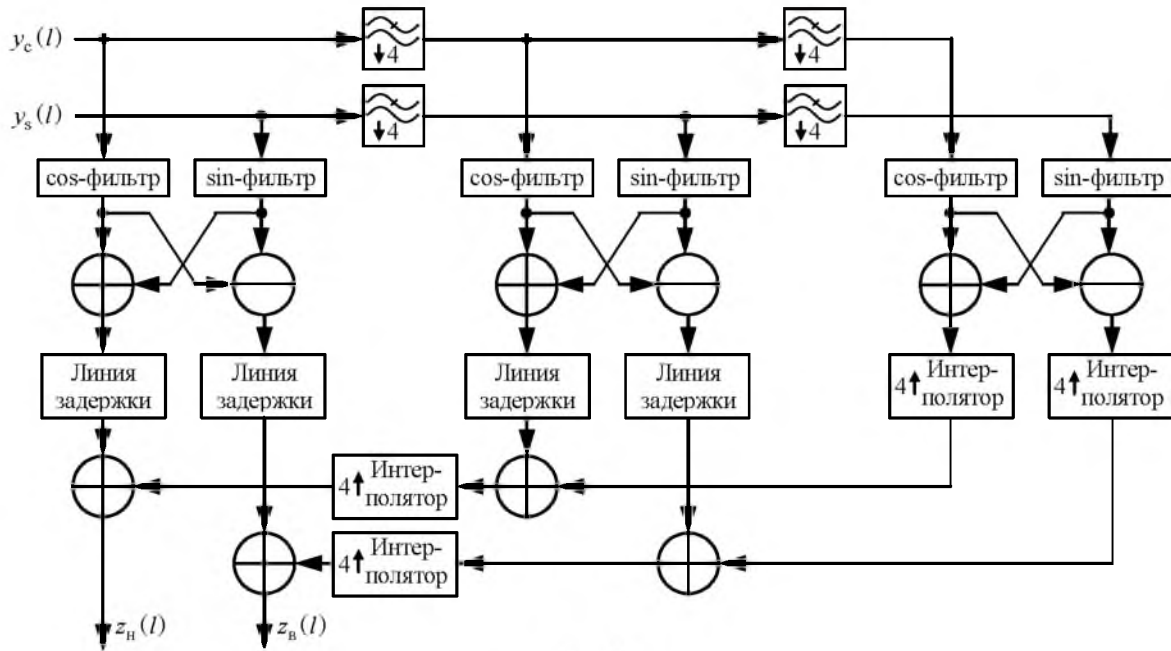 y_c(l)
↓4
↓4
y_s(l)
↓4
↓4
cos-фильтр
sin-фильтр
cos-фильтр
sin-фильтр
cos-фильтр
sin-фильтр
Линия
задержки
Линия
задержки
Линия
задержки
Линия
задержки
4↑ Интер-
полятор
4↑ Интер-
полятор
4↑ Интер-
полятор
4↑ Интер-
полятор
z_н(l)
z_в(l)